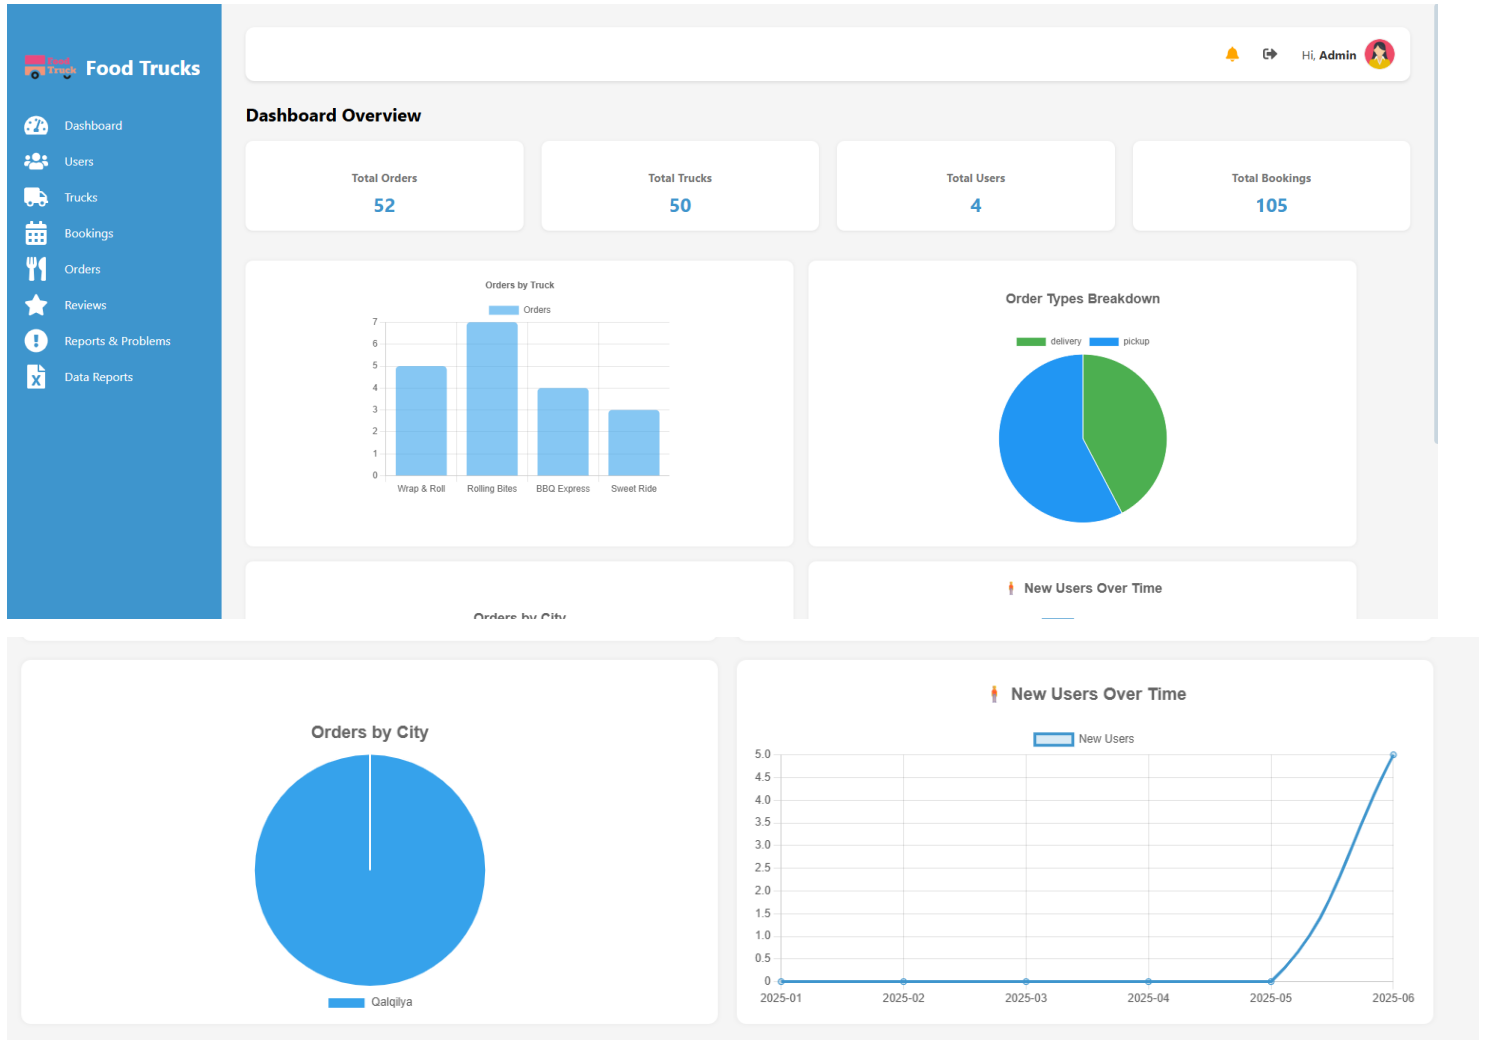 Food Truck
Food Trucks
Dashboard
Users
Trucks
Bookings
Orders
Reviews
Reports & Problems
Data Reports
Hi, Admin
Dashboard Overview
Total Orders
52
Total Trucks
50
Total Users
4
Total Bookings
105
Orders by Truck
Orders
7
6
5
4
3
2
1
0
Wrap & Roll Rolling Bites BBQ Express Sweet Ride
Order Types Breakdown
delivery pickup
Orders by City
New Users Over Time
Orders by City
Qalqilya
New Users Over Time
New Users
5.0
4.5
4.0
3.5
3.0
2.5
2.0
1.5
1.0
0.5
0
2025-01 2025-02 2025-03 2025-04 2025-05 2025-06